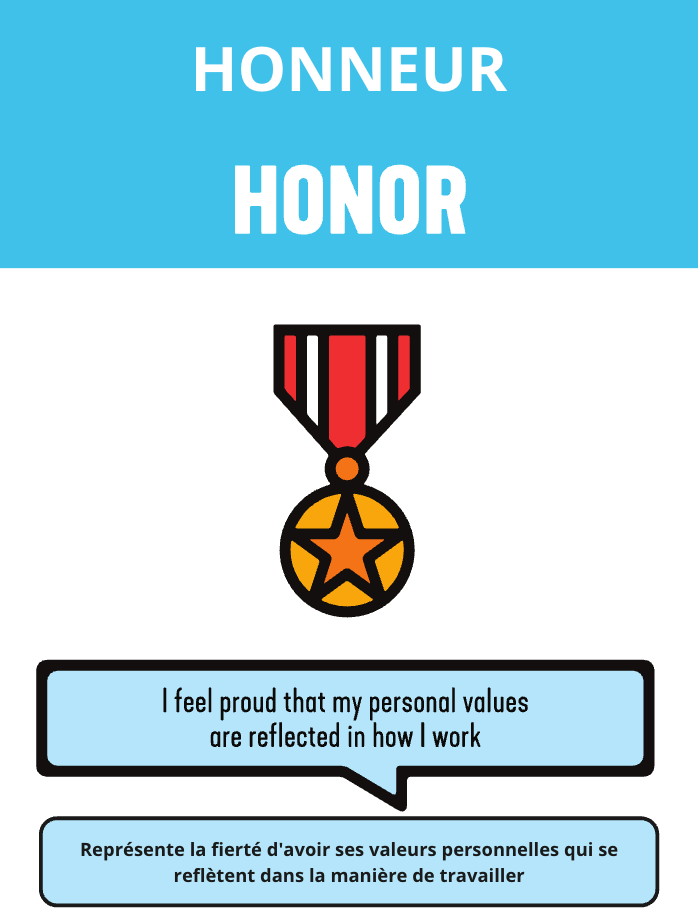 HONNEUR
HONOR
I feel proud that my personal values
are reflected in how I work
Représente la fierté d'avoir ses valeurs personnelles qui se
reflètent dans la manière de travailler